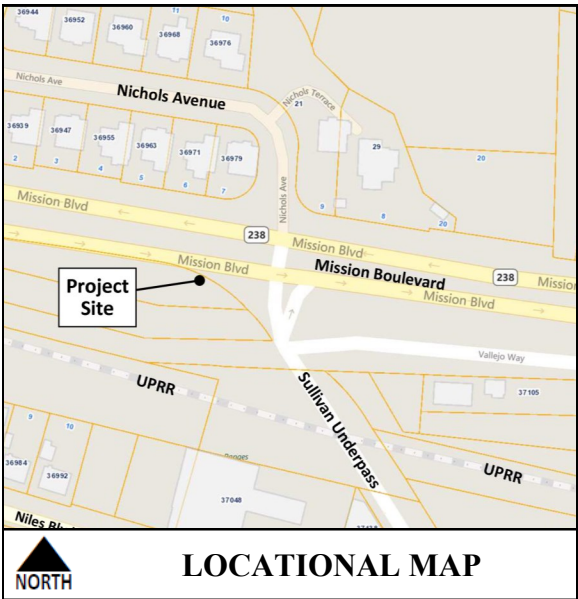 36944
36952
36960
11
36968
10
36976
Nichols Ave
Nichols Avenue
Nichols Terrace
21
36939
36947
36955
36963
36971
36979
29
20
2
3
4
5
6
7
Nichols Ave
9
8
20
Mission Blvd
238
Mission Blvd
Mission Blvd
Mission Boulevard
238
Mission
Mission Blvd
Project
Site
Vallejo Way
UPRR
Sullivan Underpass
37105
9
10
UPRR
36984
36992
37048
Niles
NORTH
LOCATIONAL MAP